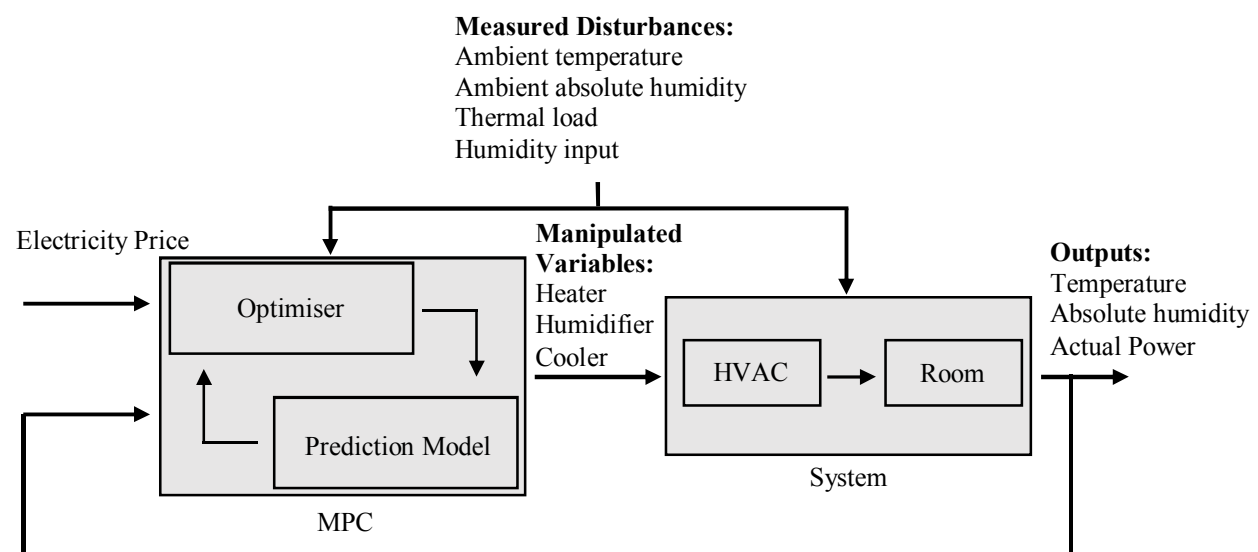 Measured Disturbances:
Ambient temperature
Ambient absolute humidity
Thermal load
Humidity input
Electricity Price
Optimiser
Prediction Model
MPC
Manipulated
Variables:
Heater
Humidifier
Cooler
HVAC
Room
System
Outputs:
Temperature
Absolute humidity
Actual Power